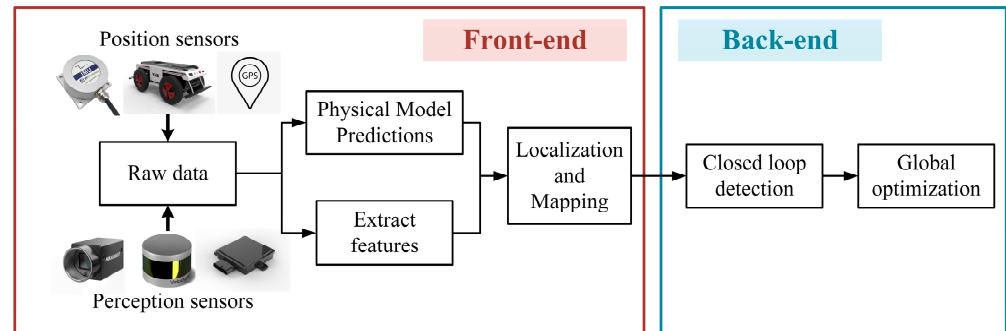 Front-end
Back-end
Position sensors
GPS
Physical Model
Predictions
Raw data
Localization
and
Mapping
Closed loop
detection
Global
optimization
Extract
features
Perception sensors